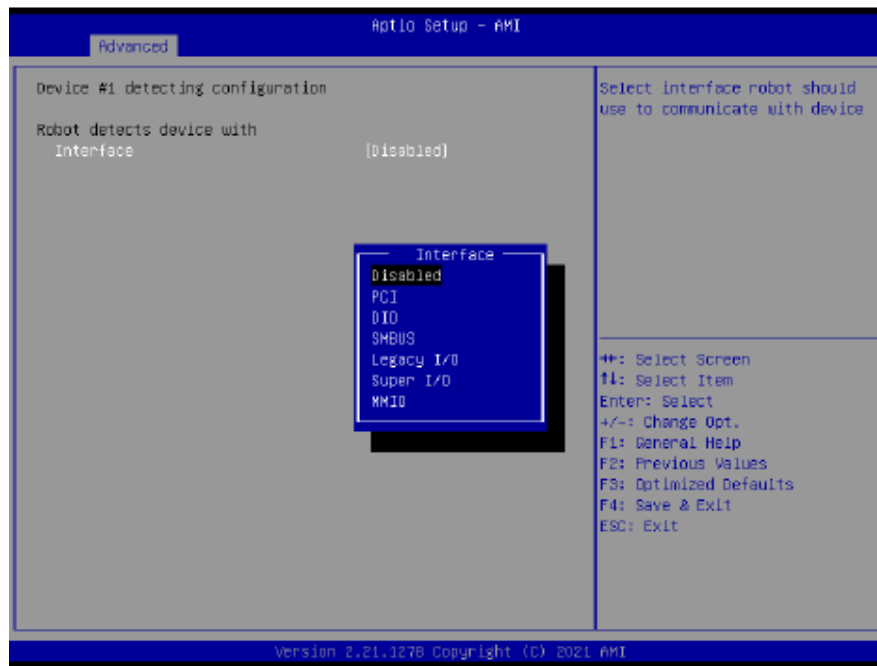 Aptio Setup - AMI
Advanced
Device #1 detecting configuration
Robot detects device with
Interface [Disabled]
Select interface robot should
use to communicate with device
Interface
Disabled
PCI
DIO
SMBUS
Legacy I/O
Super I/O
MMIO
→←: Select Screen
↑↓: Select Item
Enter: Select
+/-: Change Opt.
F1: General Help
F2: Previous Values
F3: Optimized Defaults
F4: Save & Exit
ESC: Exit
Version 2.21.1278 Copyright (C) 2021 AMI